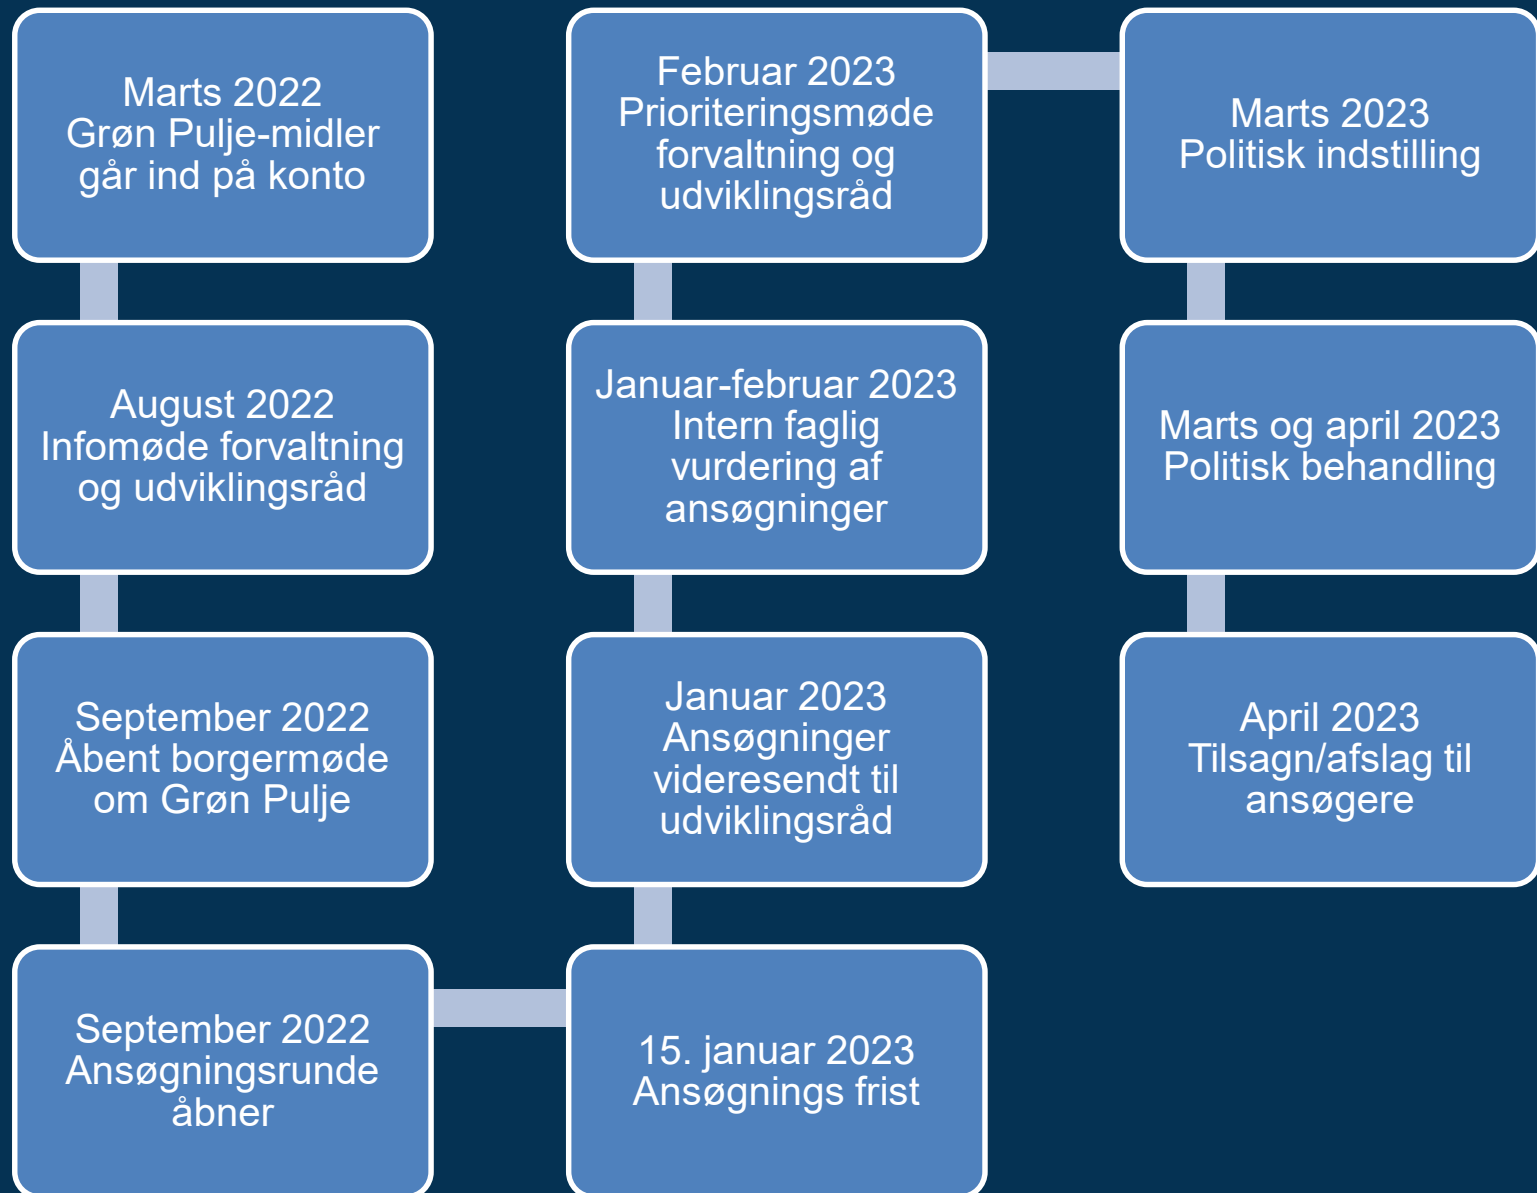 Marts 2022
Grøn Pulje-midler
går ind på konto
August 2022
Infomøde forvaltning
og udviklingsråd
September 2022
Åbent borgermøde
om Grøn Pulje
September 2022
Ansøgningsrunde
åbner
15. januar 2023
Ansøgnings frist
Januar 2023
Ansøgninger
videresendt til
udviklingsråd
Januar-februar 2023
Intern faglig
vurdering af
ansøgninger
Februar 2023
Prioriteringsmøde
forvaltning og
udviklingsråd
Marts 2023
Politisk indstilling
Marts og april 2023
Politisk behandling
April 2023
Tilsagn/afslag til
ansøgere